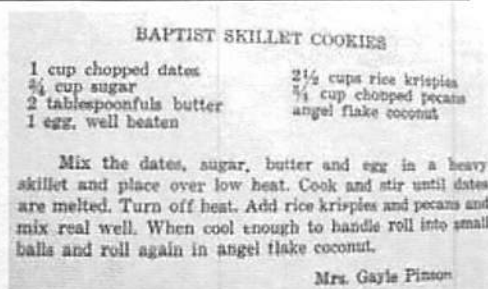 BAPTIST SKILLET COOKIES
1 cup chopped dates
¾ cup sugar
2 tablespoonfuls butter
1 egg, well beaten
2½ cups rice krispies
¾ cup chopped pecans
angel flake coconut
Mix the dates, sugar, butter and egg in a heavy
skillet and place over low heat. Cook and stir until dates
are melted. Turn off heat. Add rice krispies and pecans and
mix real well. When cool enough to handle roll into small
balls and roll again in angel flake coconut.
Mrs. Gayle Pinson